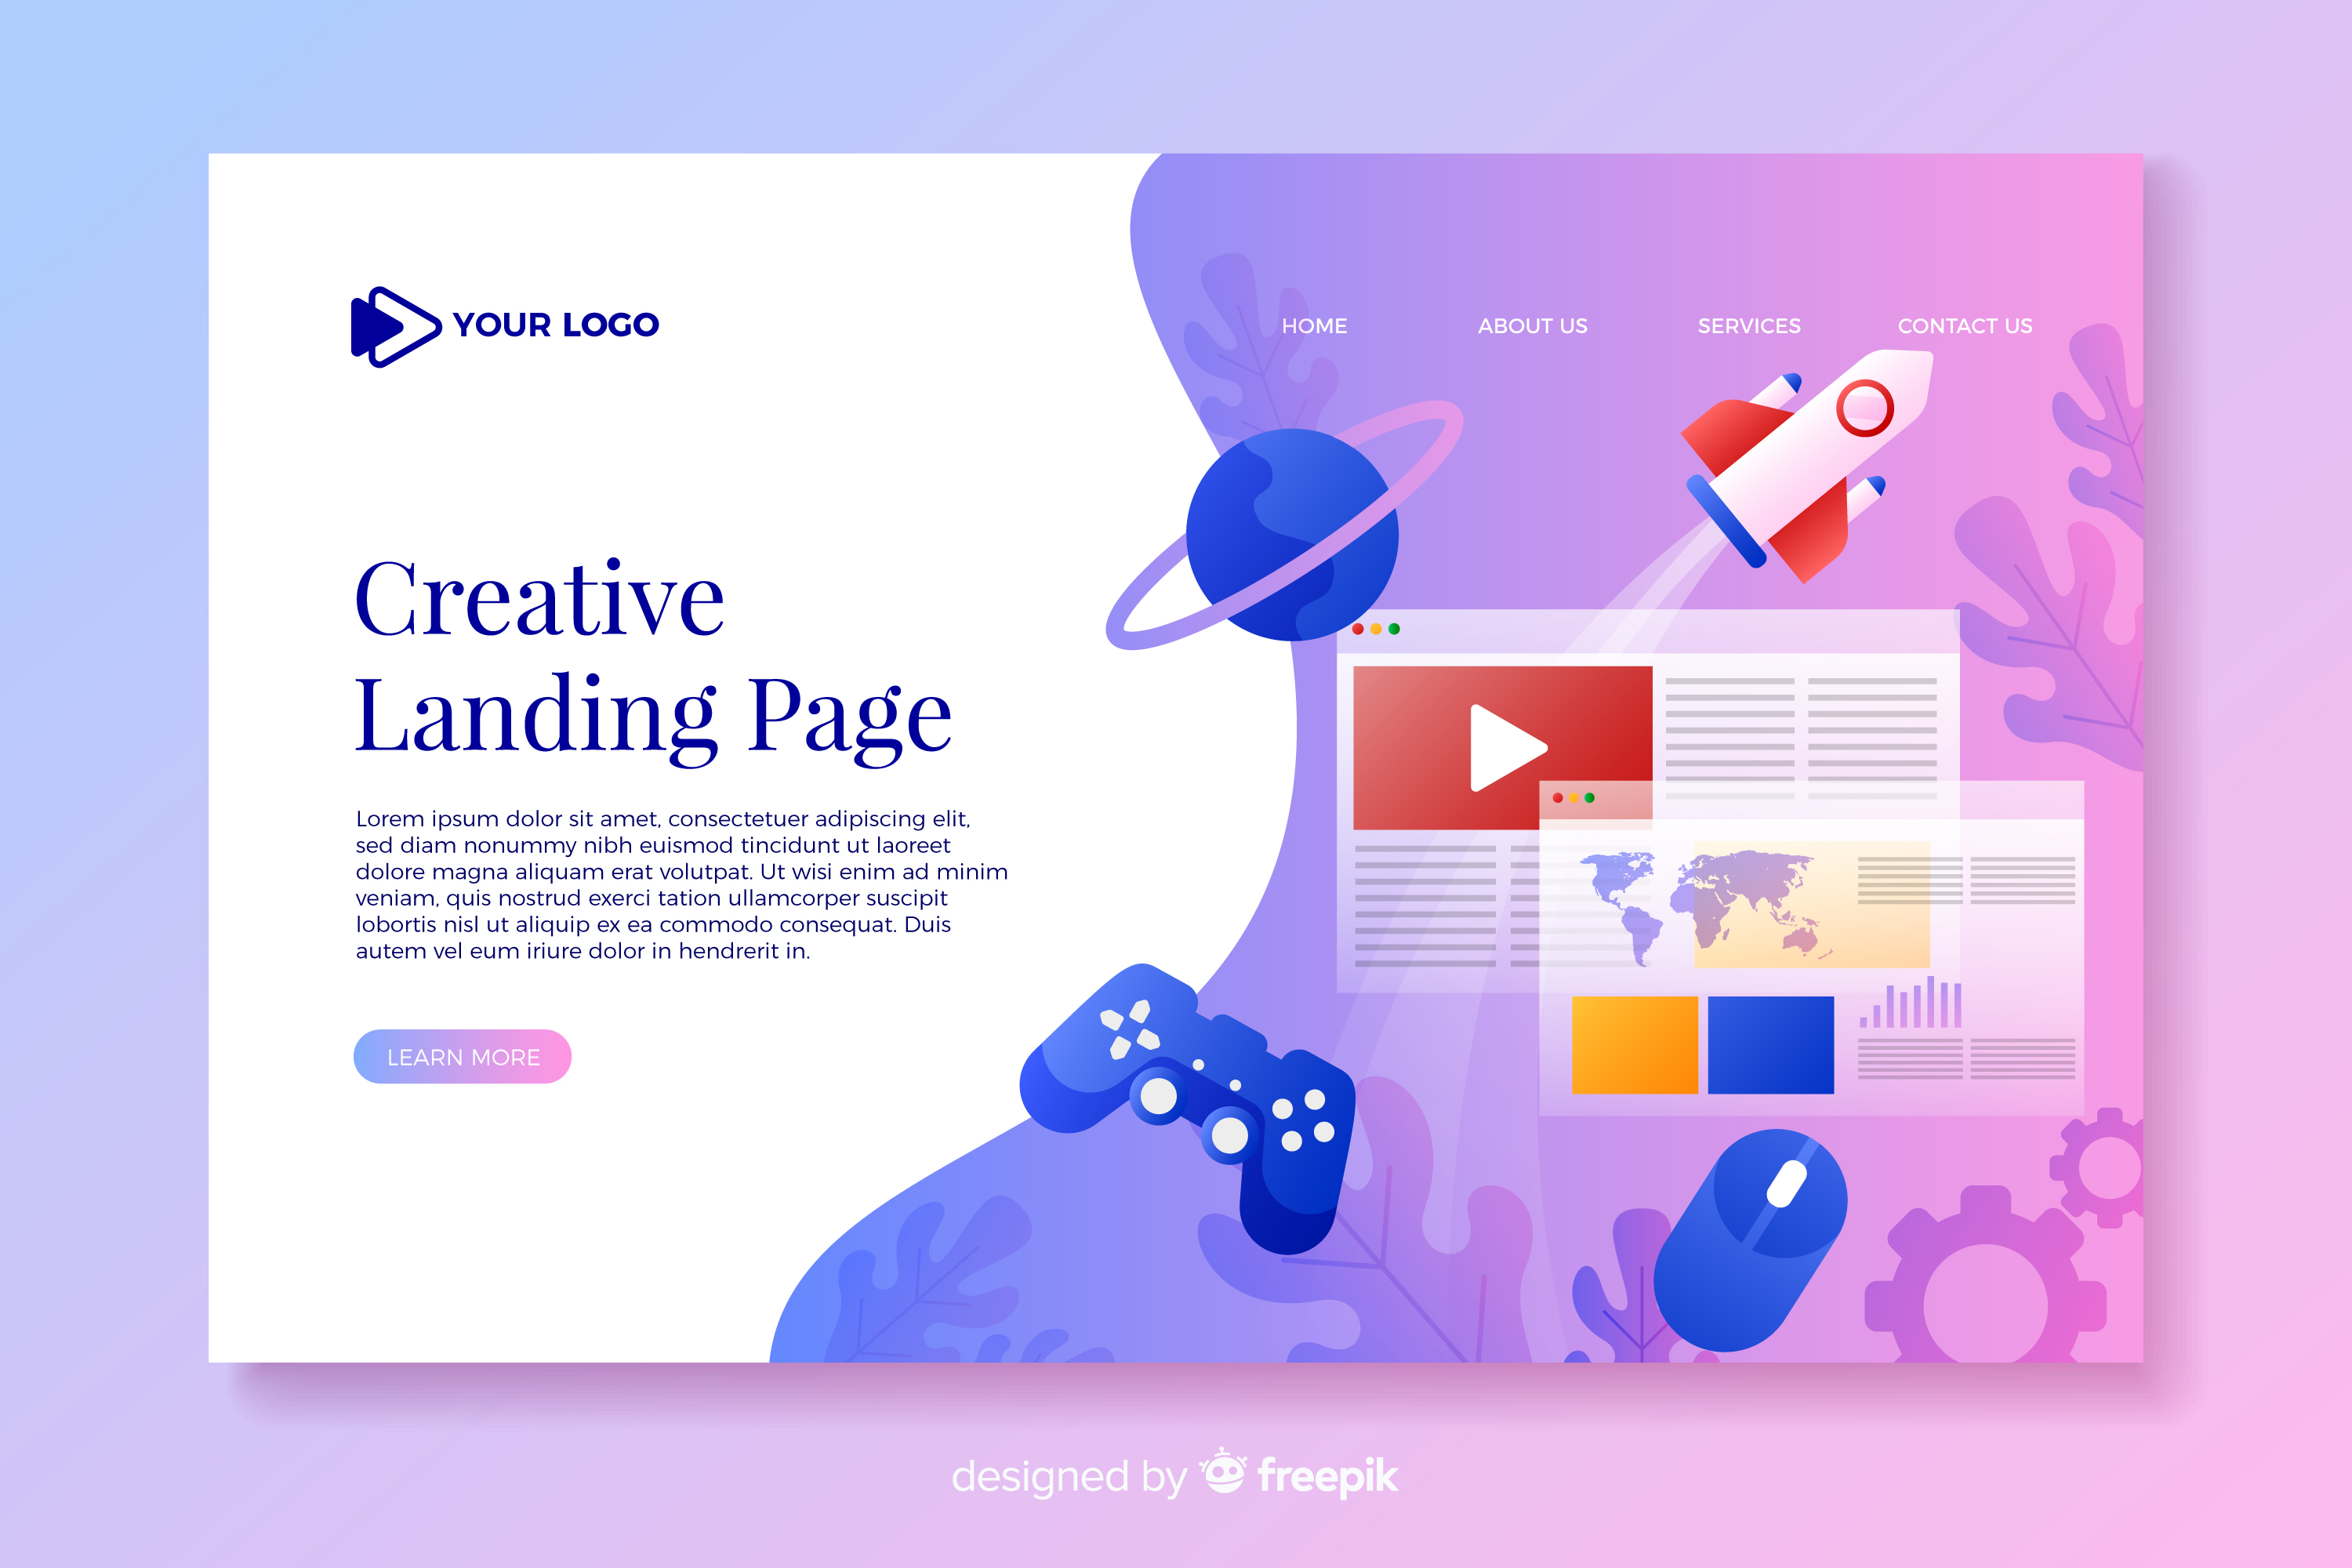 YOUR LOGO
HOME ABOUT US SERVICES CONTACT US
Creative
Landing Page
Lorem ipsum dolor sit amet, consectetuer adipiscing elit,
sed diam nonummy nibh euismod tincidunt ut laoreet
dolore magna aliquam erat volutpat. Ut wisi enim ad minim
veniam, quis nostrud exerci tation ullamcorper suscipit
lobortis nisl ut aliquip ex ea commodo consequat. Duis
autem vel eum iriure dolor in hendrerit in.
LEARN MORE
designed by freepik